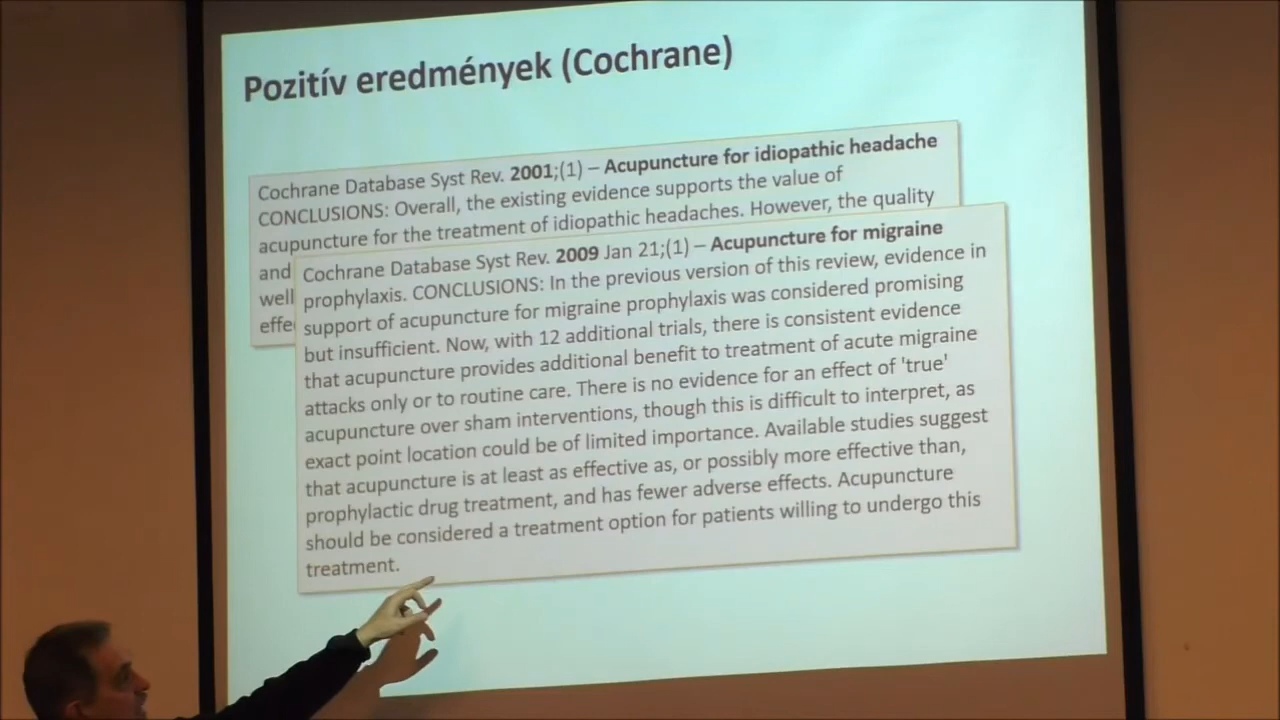 Pozitív eredmények (Cochrane)
Cochrane Database Syst Rev. 2001;(1) – Acupuncture for idiopathic headache
CONCLUSIONS: Overall, the existing evidence supports the value of
acupuncture for the treatment of idiopathic headaches. However, the quality
and
well
effe
Cochrane Database Syst Rev. 2009 Jan 21;(1) – Acupuncture for migraine
prophylaxis. CONCLUSIONS: In the previous version of this review, evidence in
support of acupuncture for migraine prophylaxis was considered promising
but insufficient. Now, with 12 additional trials, there is consistent evidence
that acupuncture provides additional benefit to treatment of acute migraine
attacks only or to routine care. There is no evidence for an effect of 'true'
acupuncture over sham interventions, though this is difficult to interpret, as
exact point location could be of limited importance. Available studies suggest
that acupuncture is at least as effective as, or possibly more effective than,
prophylactic drug treatment, and has fewer adverse effects. Acupuncture
should be considered a treatment option for patients willing to undergo this
treatment.